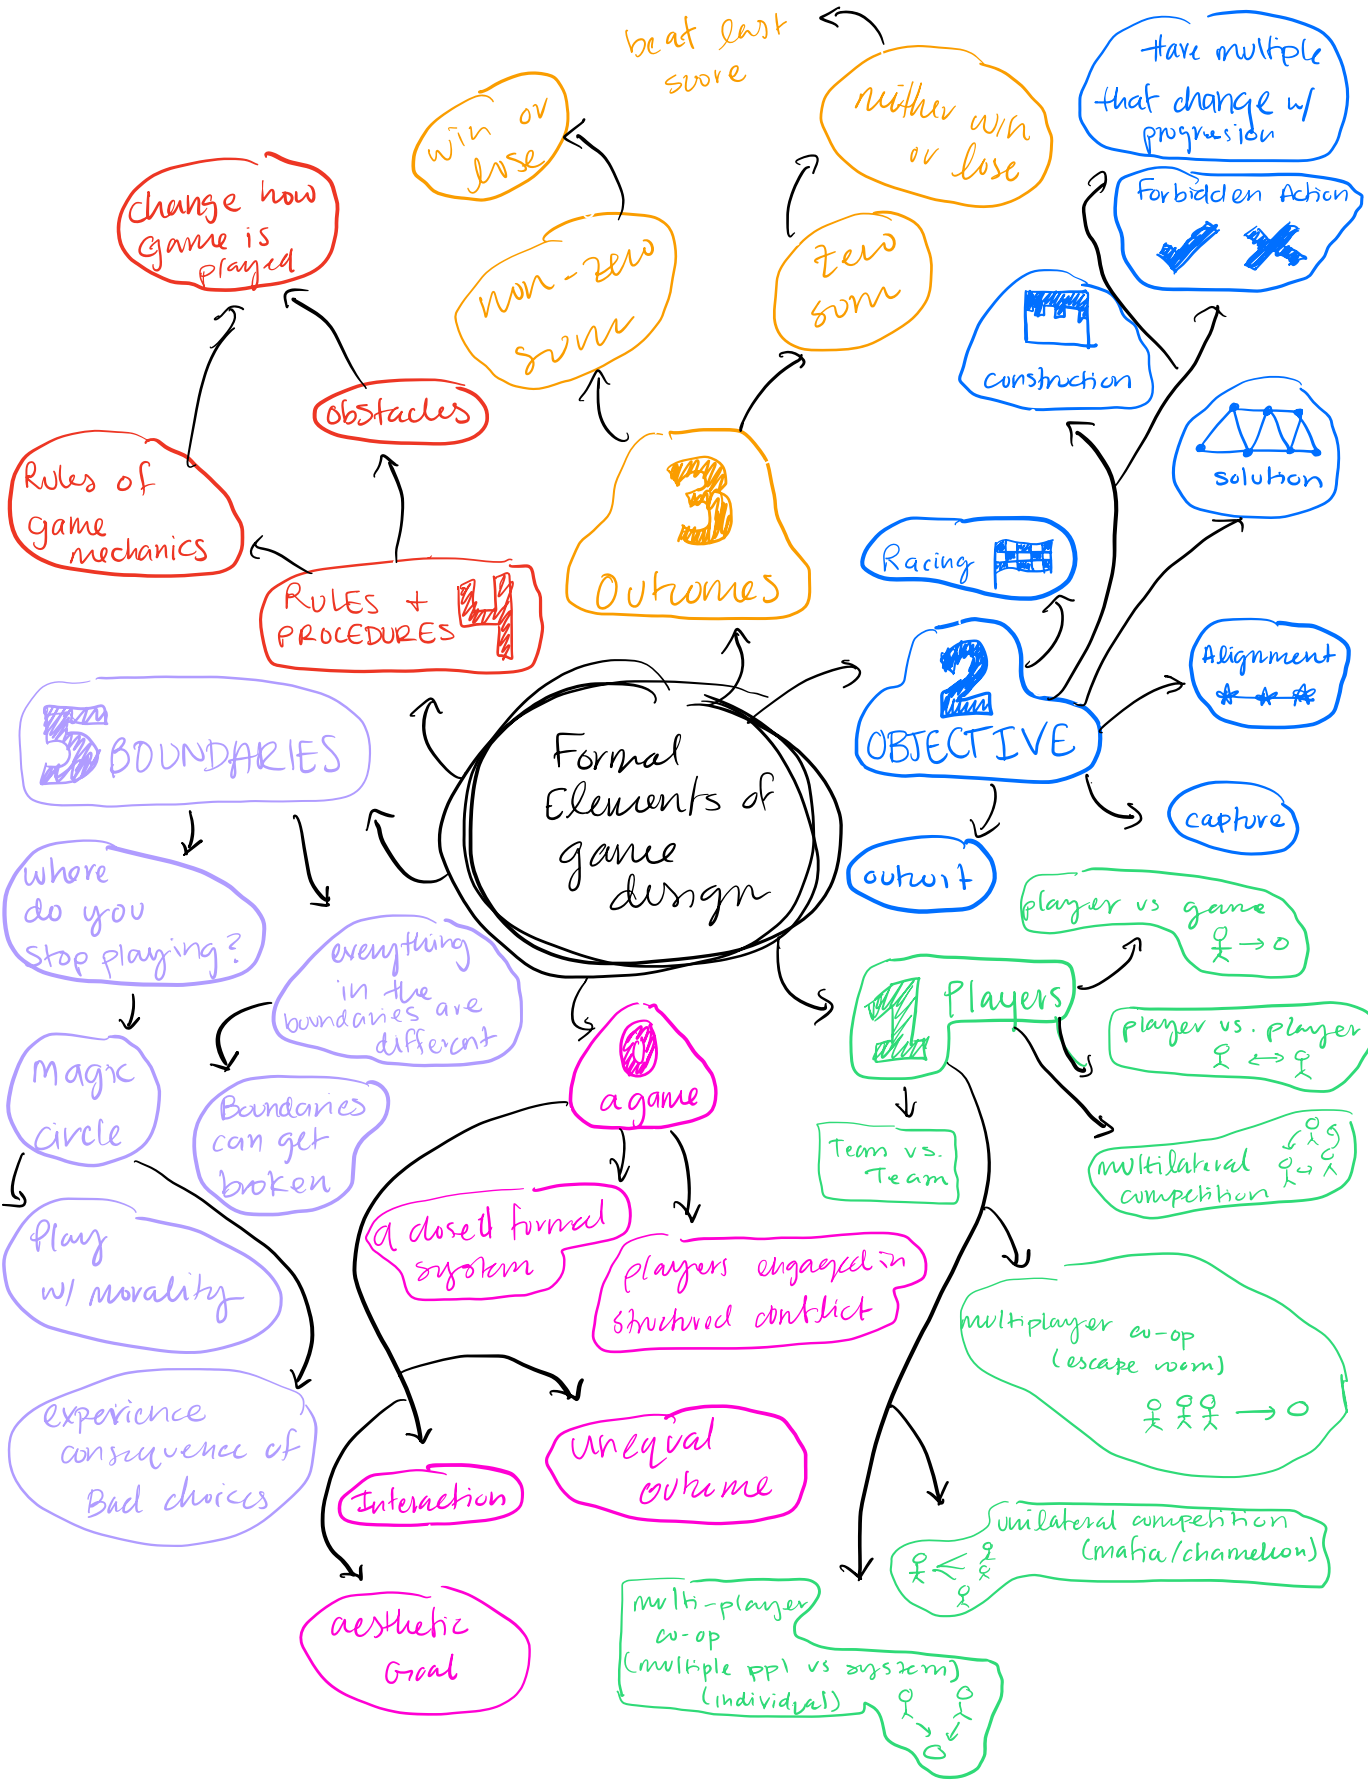 beat last
score
neither win
or lose
Have multiple
that change w/
progression
win or
lose
Forbidden Action
change how
game is
played
non-zero
sum
zero
sum
construction
obstacles
solution
Rules of
game
mechanics
3
Outcomes
Racing
RULES +
PROCEDURES
4
2
OBJECTIVE
Alignment
5
BOUNDARIES
Formal
Elements of
game
design
capture
outwit
where
do you
stop playing?
player vs game
everything
in the
boundaries are
different
1
Players
player vs. player
0
a game
magic
circle
Boundaries
can get
broken
Team vs.
Team
multilateral
competition
Play
w/ morality
a closed formal
system
players engaged in
structured conflict
multiplayer co-op
(escape room)
experience
consequence of
Bad choices
unequal
outcome
Interaction
unilateral competition
(mafia/chameleon)
aesthetic
Goal
multi-player
co-op
(multiple ppl vs system)
(individual)